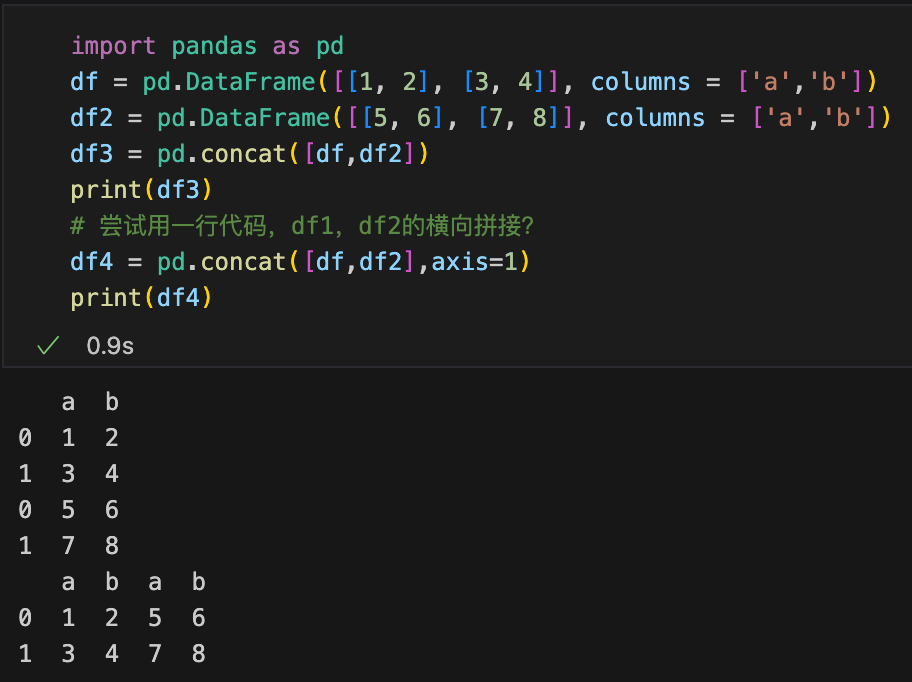 import pandas as pd
df = pd.DataFrame([[1, 2], [3, 4]], columns = ['a','b'])
df2 = pd.DataFrame([[5, 6], [7, 8]], columns = ['a','b'])
df3 = pd.concat([df,df2])
print(df3)
# 尝试用一行代码，df1，df2的横向拼接？
df4 = pd.concat([df,df2],axis=1)
print(df4)
0.9s
   a  b
0  1  2
1  3  4
0  5  6
1  7  8
   a  b  a  b
0  1  2  5  6
1  3  4  7  8